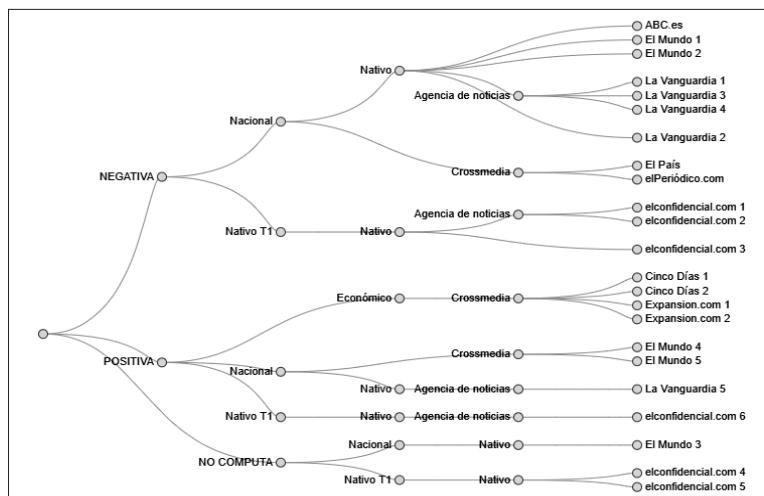 ABC.es
El Mundo 1
El Mundo 2
Nativo
La Vanguardia 1
Agencia de noticias
La Vanguardia 3
La Vanguardia 4
Nacional
La Vanguardia 2
El País
Crossmedia
elPeriódico.com
NEGATIVA
elconfidencial.com 1
Agencia de noticias
elconfidencial.com 2
Nativo T1
Nativo
elconfidencial.com 3
Cinco Días 1
Cinco Días 2
Económico
Crossmedia
Expansion.com 1
Expansion.com 2
El Mundo 4
Crossmedia
El Mundo 5
POSITIVA
Nacional
Nativo
Agencia de noticias
La Vanguardia 5
Nativo T1
Nativo
Agencia de noticias
elconfidencial.com 6
Nacional
Nativo
El Mundo 3
NO COMPUTA
elconfidencial.com 4
Nativo T1
Nativo
elconfidencial.com 5